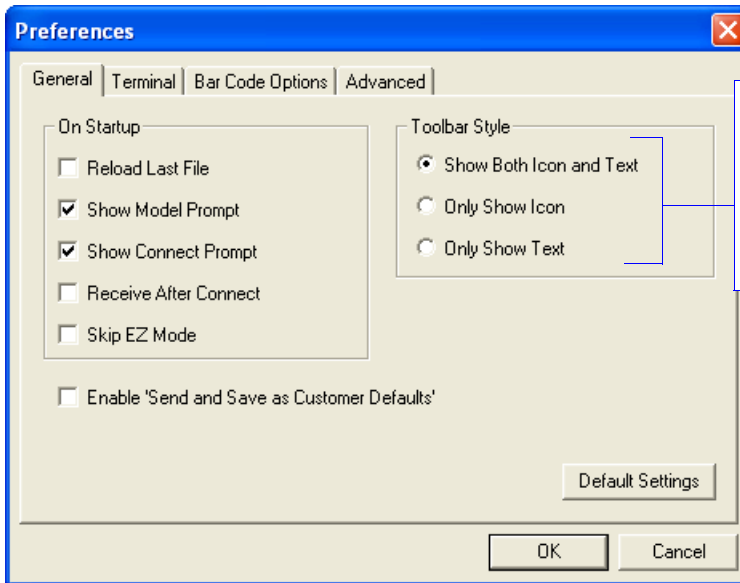 Preferences
General Terminal Bar Code Options Advanced
On Startup
Reload Last File
Show Model Prompt
Show Connect Prompt
Receive After Connect
Skip EZ Mode
Toolbar Style
Show Both Icon and Text
Only Show Icon
Only Show Text
Enable 'Send and Save as Customer Defaults'
Default Settings
OK Cancel